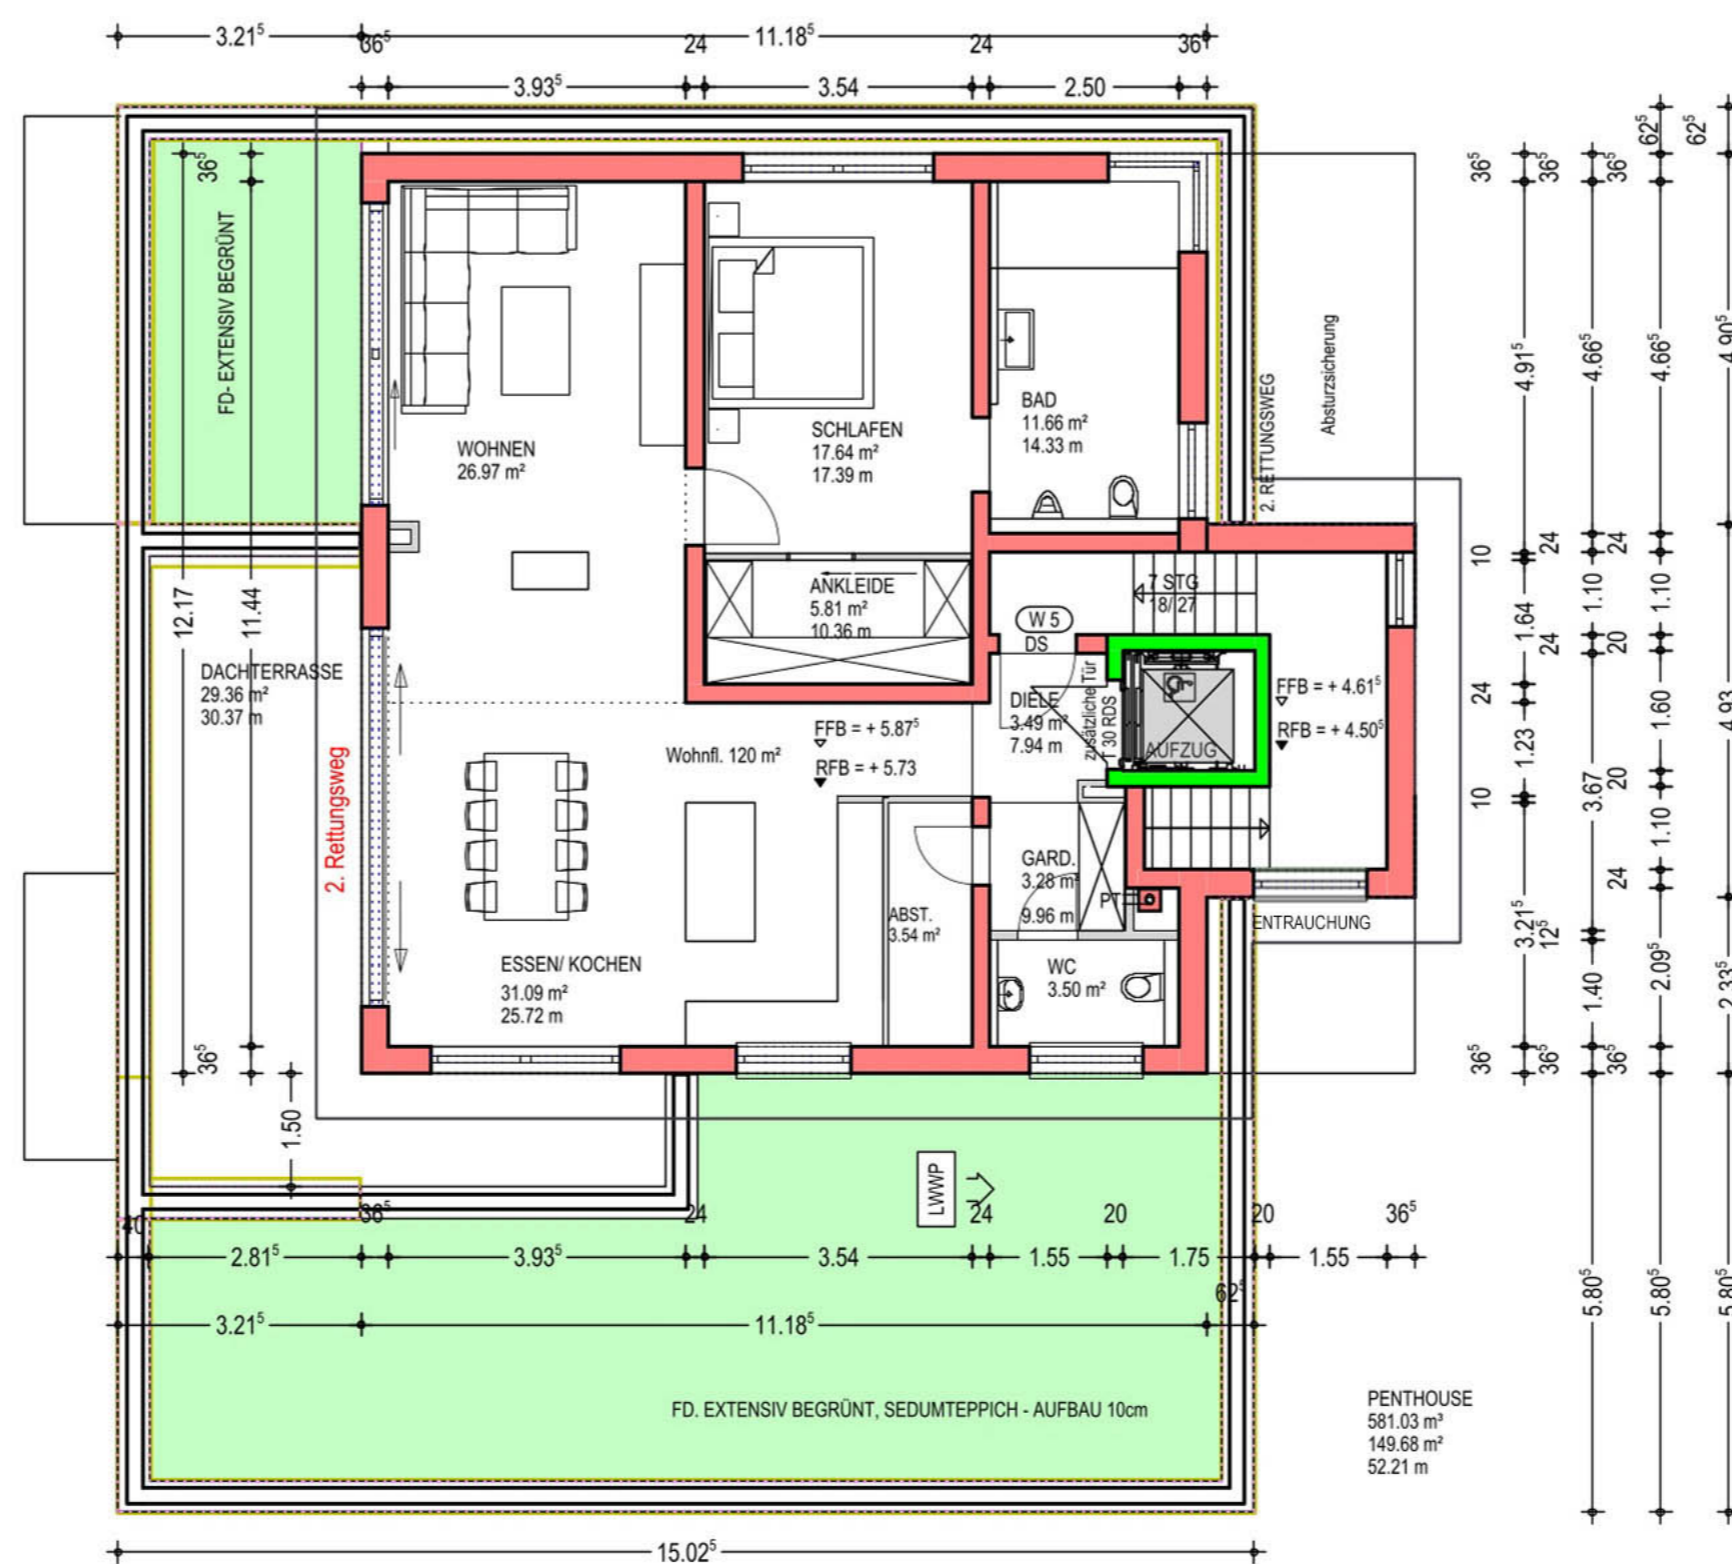 3.21⁵
11.18⁵
36⁵
24
24
36⁵
3.93⁵
3.54
2.50
62⁵
62⁵
36⁵
36⁵
36⁵
36⁵
FD- EXTENSIV BEGRÜNT
12.17
11.44
36⁵
WOHNEN
26.97 m²
SCHLAFEN
17.64 m²
17.39 m
BAD
11.66 m²
14.33 m
2. RETTUNGSWEG
Absturzsicherung
4.91⁵
4.66⁵
4.66⁵
4.90⁵
ANKLEIDE
5.81 m²
10.36 m
7 STG
18/ 27
W 5
DS
10
24
24
1.64
1.10
1.10
24
20
DACHTERRASSE
29.36 m²
30.37 m
2. Rettungsweg
Wohnfl. 120 m²
FFB = + 5.87⁵
RFB = + 5.73
DIELE
3.49 m²
7.94 m
zusätzliche Tür
T 30 RDS
AUFZUG
FFB = + 4.61⁵
RFB = + 4.50⁵
24
1.23
1.60
4.93
10
3.67
20
1.10
24
ESSEN/ KOCHEN
31.09 m²
25.72 m
ABST.
3.54 m²
GARD.
3.28 m²
9.96 m
PT
WC
3.50 m²
ENTRAUCHUNG
3.21⁵
12⁵
1.40
2.09⁵
2.33⁵
36⁵
36⁵
36⁵
1.50
LWWP
40
36⁵
24
24
20
20
36⁵
2.81⁵
3.93⁵
3.54
1.55
1.75
1.55
62⁵
3.21⁵
11.18⁵
5.80⁵
5.80⁵
5.80⁵
FD. EXTENSIV BEGRÜNT, SEDUMTEPPICH - AUFBAU 10cm
PENTHOUSE
581.03 m³
149.68 m²
52.21 m
15.02⁵